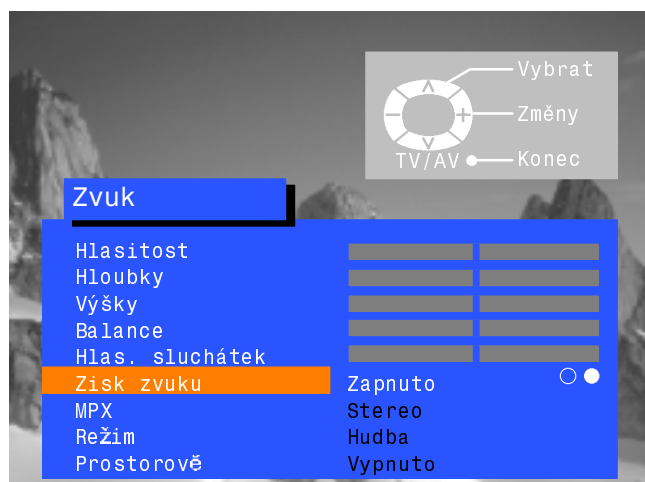 Vybrat
Změny
TV/AV Konec
Zvuk
Hlasitost
Hloubky
Výšky
Balance
Hlas. sluchátek
Zisk zvuku Zapnuto
MPX Stereo
Režim Hudba
Prostorově Vypnuto